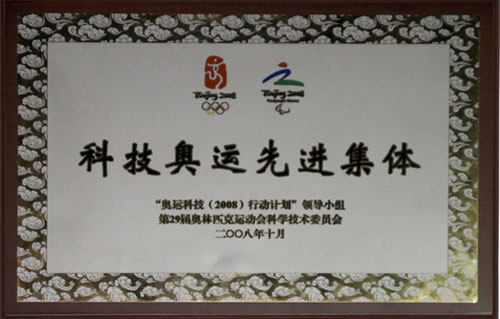 Beijing 2008 Beijing 2008
Paralympic Games
科技奥运先进集体
“奥运科技（2008）行动计划”领导小组
第29届奥林匹克运动会科学技术委员会
二〇〇八年十月